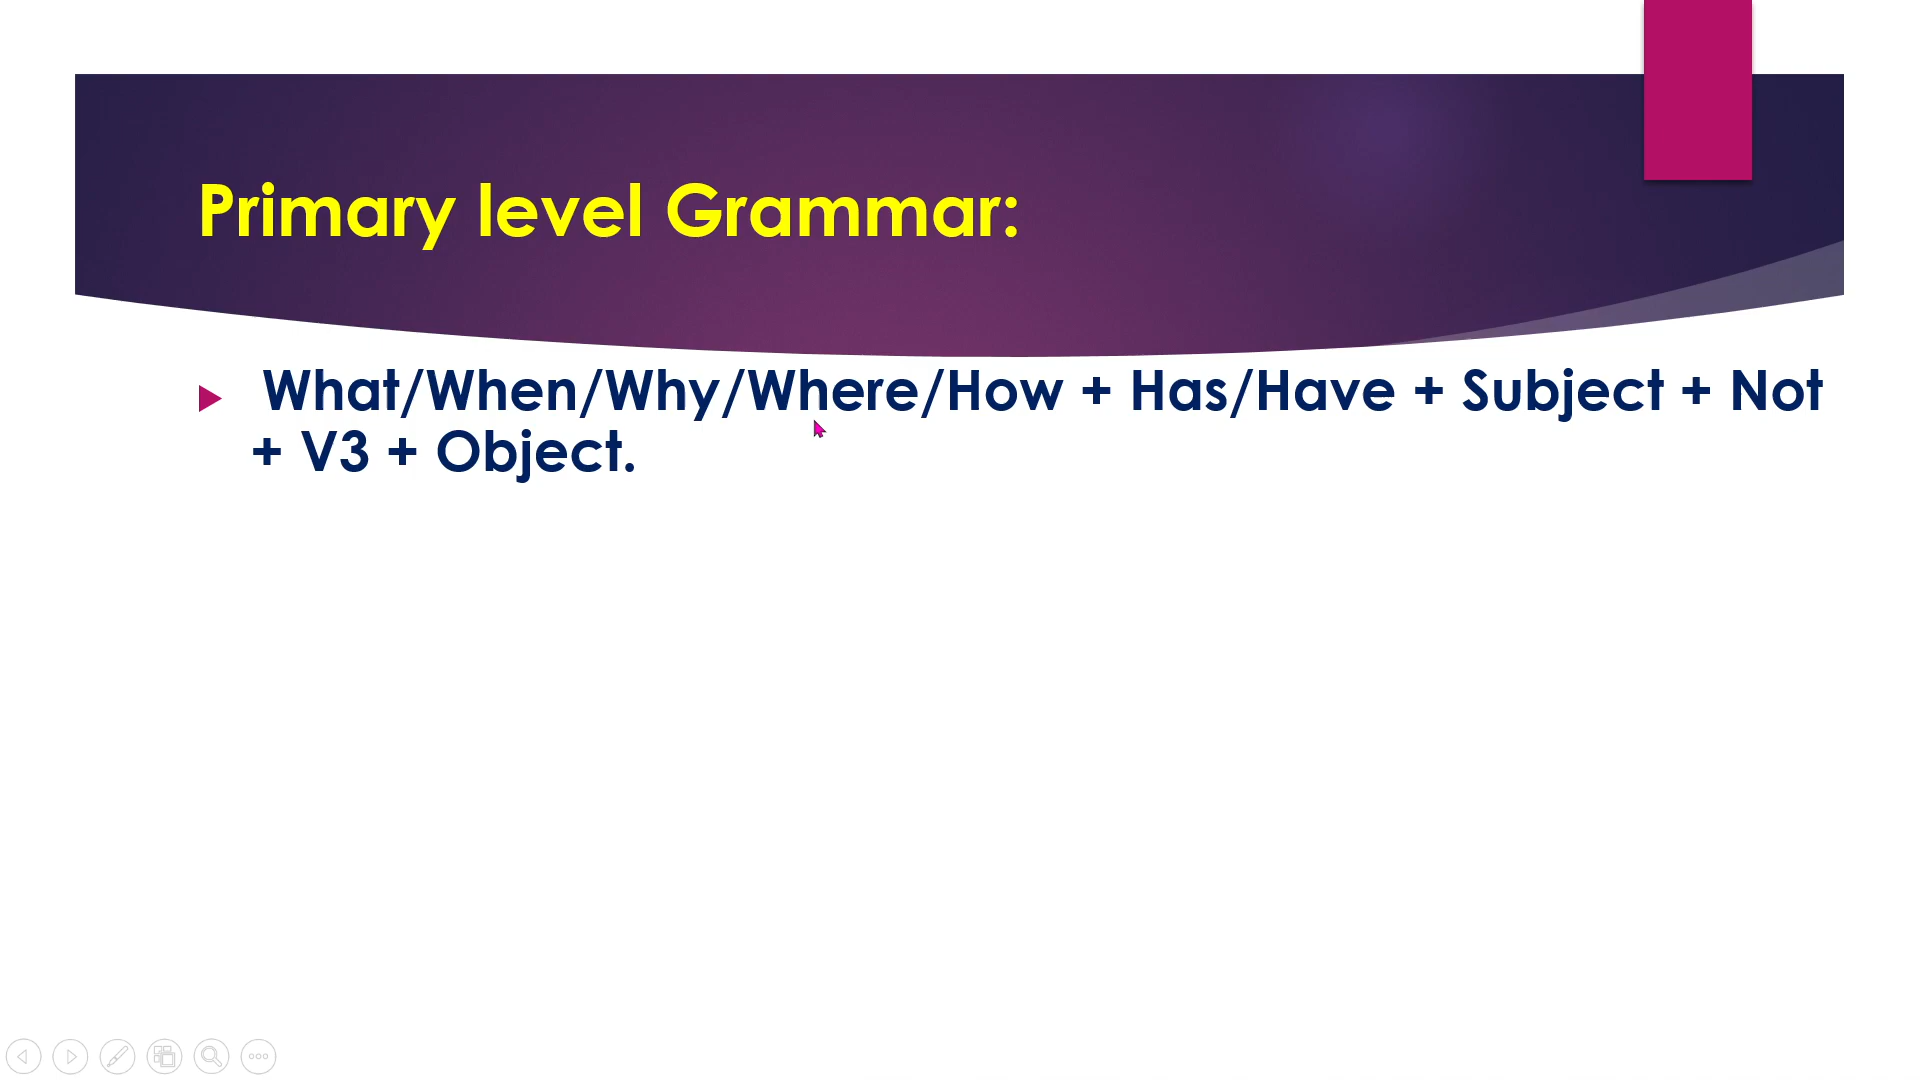 Primary level Grammar:
What/When/Why/Where/How + Has/Have + Subject + Not
+ V3 + Object.